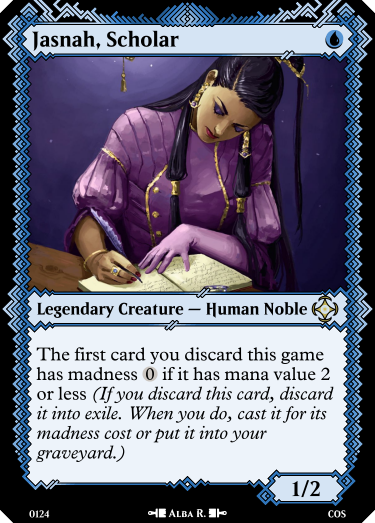 Jasnah, Scholar
Legendary Creature — Human Noble
The first card you discard this game
has madness 0 if it has mana value 2
or less (If you discard this card, discard
it into exile. When you do, cast it for its
madness cost or put it into your
graveyard.)
1/2
0124 Alba R. COS